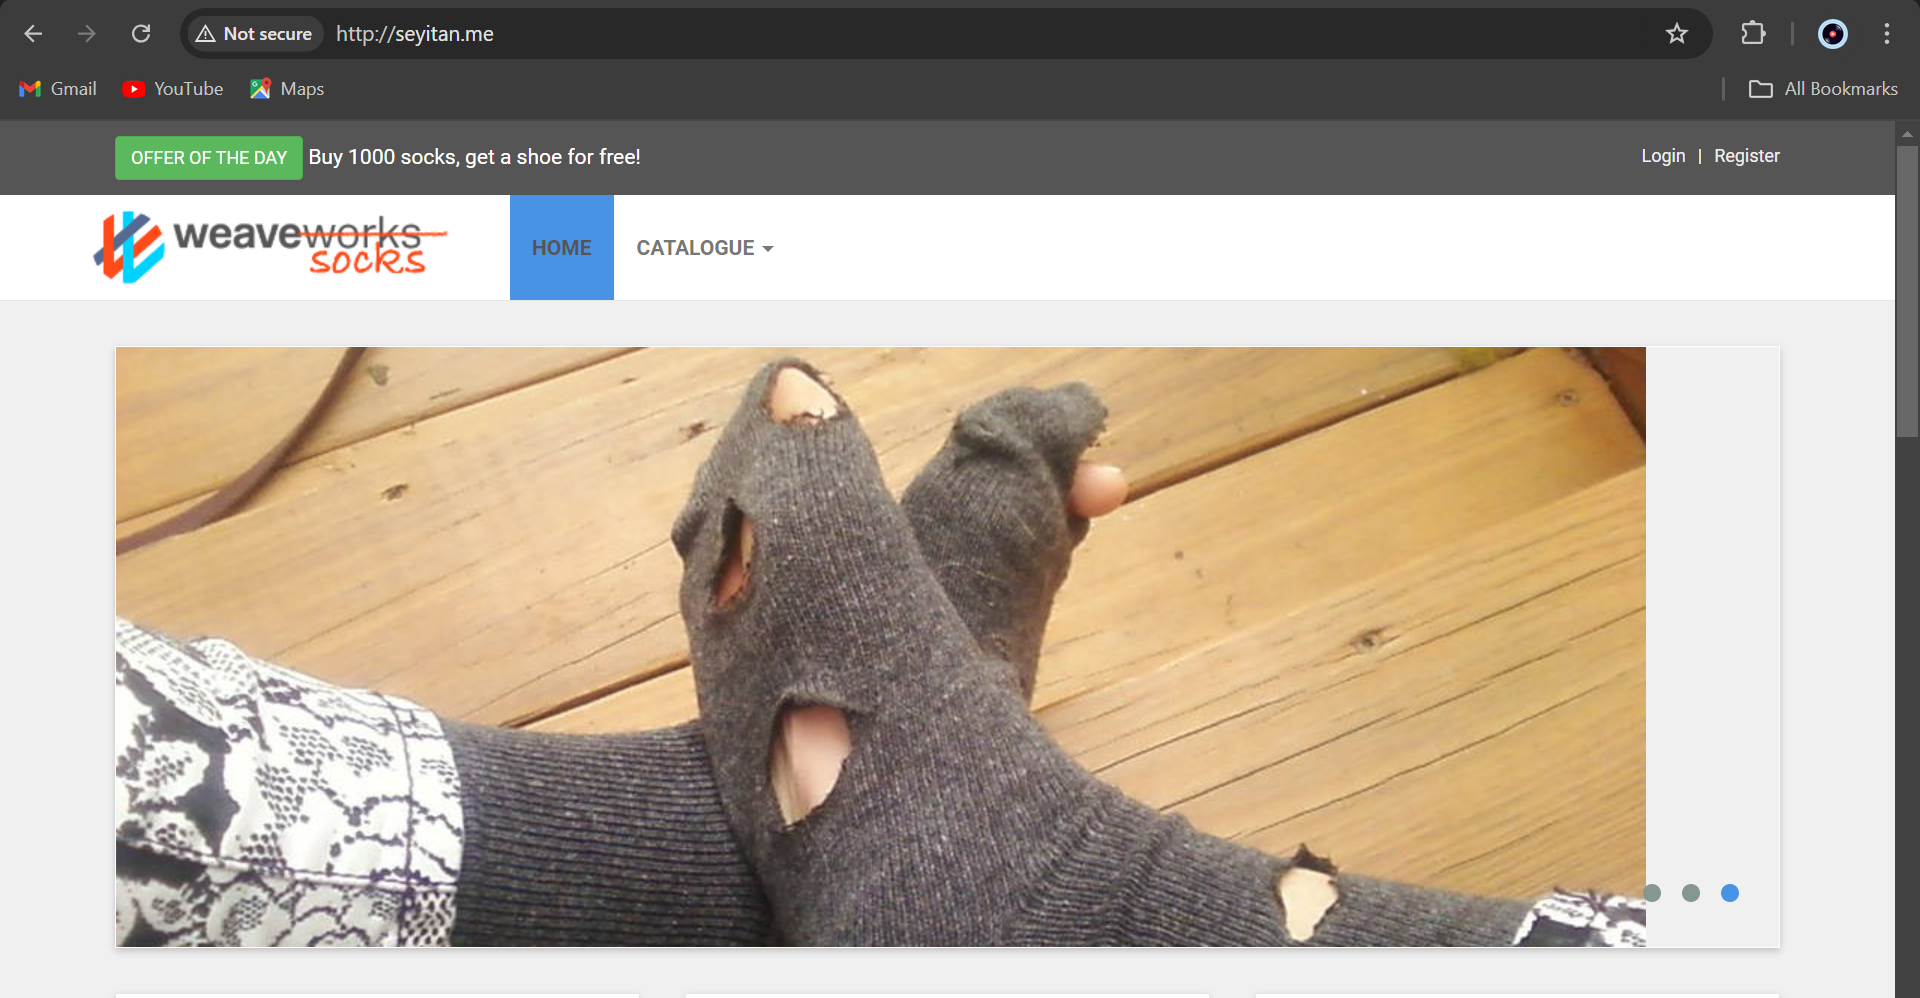 Not secure http://seyitan.me
Gmail YouTube Maps All Bookmarks
OFFER OF THE DAY Buy 1000 socks, get a shoe for free! Login | Register
weaveworks
socks
HOME CATALOGUE